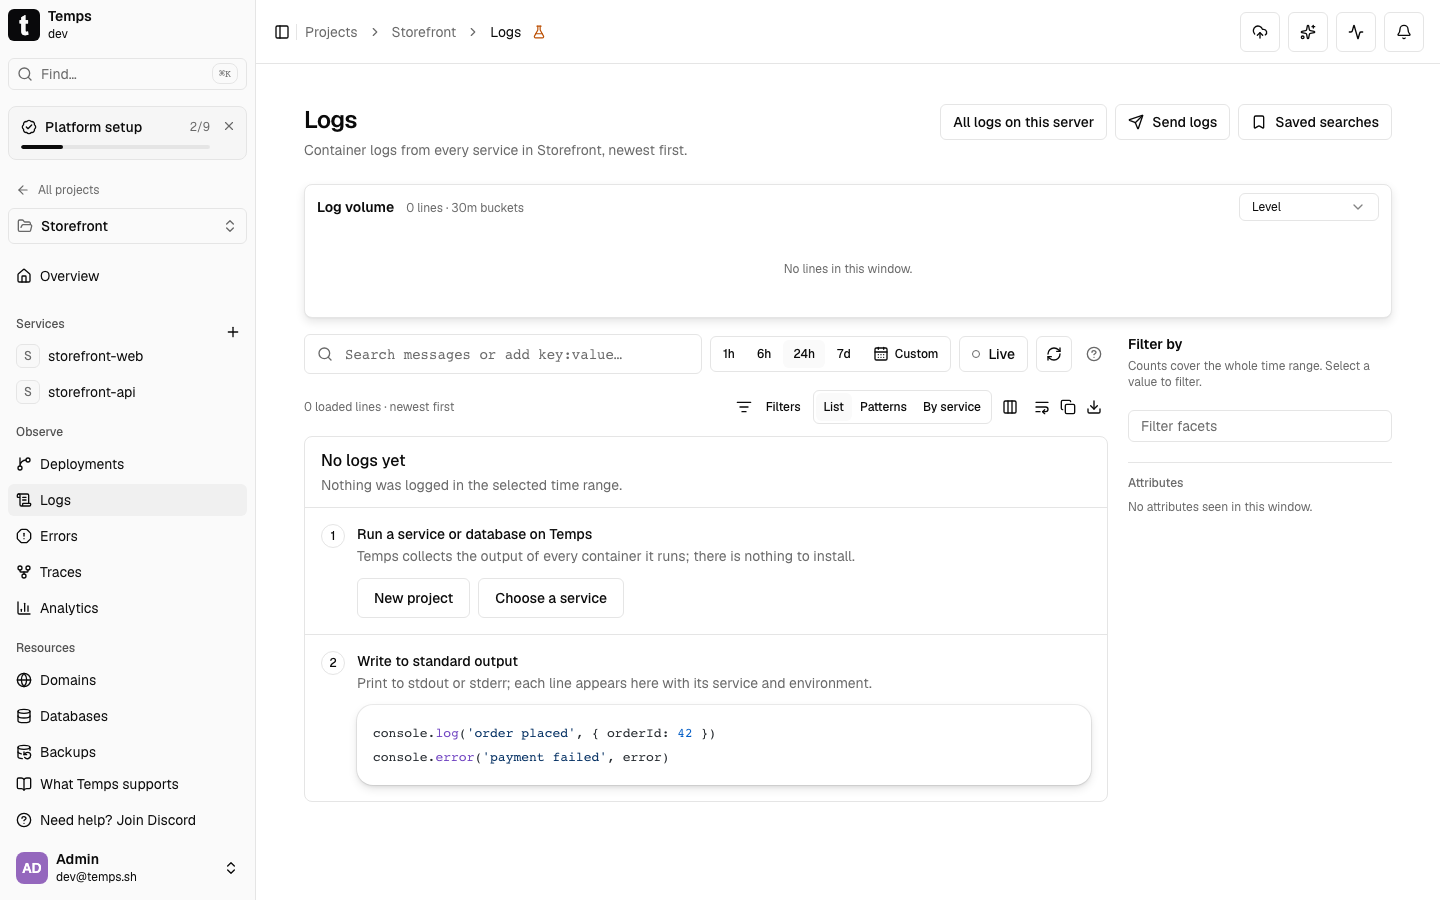 Temps
dev
Find...
⌘K
Platform setup
2/9
All projects
Storefront
Overview
Services
S
storefront-web
S
storefront-api
Observe
Deployments
Logs
Errors
Traces
Analytics
Resources
Domains
Databases
Backups
What Temps supports
Need help? Join Discord
AD
Admin
dev@temps.sh
Projects
Storefront
Logs
Logs
Container logs from every service in Storefront, newest first.
All logs on this server
Send logs
Saved searches
Log volume
0 lines · 30m buckets
Level
No lines in this window.
Search messages or add key:value…
1h
6h
24h
7d
Custom
Live
0 loaded lines · newest first
Filters
List
Patterns
By service
No logs yet
Nothing was logged in the selected time range.
1
Run a service or database on Temps
Temps collects the output of every container it runs; there is nothing to install.
New project
Choose a service
2
Write to standard output
Print to stdout or stderr; each line appears here with its service and environment.
console.log('order placed', { orderId: 42 })
console.error('payment failed', error)
Filter by
Counts cover the whole time range. Select a
value to filter.
Filter facets
Attributes
No attributes seen in this window.